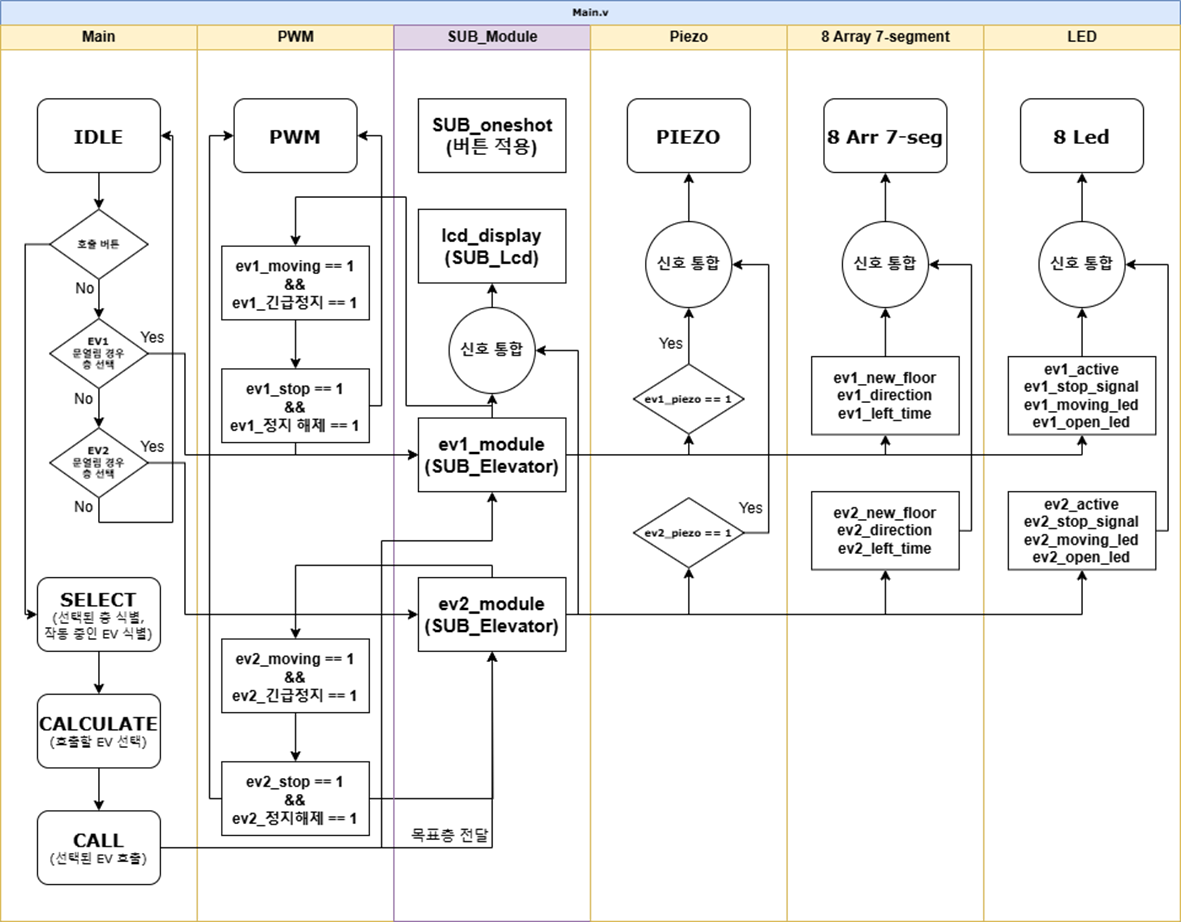 Main.v
Main
PWM
SUB_Module
Piezo
8 Array 7-segment
LED
IDLE
호출 버튼
No
EV1
문열림 경우
층 선택
Yes
No
EV2
문열림 경우
층 선택
Yes
No
SELECT
(선택된 층 식별,
작동 중인 EV 식별)
CALCULATE
(호출할 EV 선택)
CALL
(선택된 EV 호출)
PWM
ev1_moving == 1
&&
ev1_긴급정지 == 1
ev1_stop == 1
&&
ev1_정지 해제 == 1
ev2_moving == 1
&&
ev2_긴급정지 == 1
ev2_stop == 1
&&
ev2_정지해제 == 1
SUB_oneshot
(버튼 적용)
lcd_display
(SUB_Lcd)
신호 통합
ev1_module
(SUB_Elevator)
ev2_module
(SUB_Elevator)
목표층 전달
PIEZO
신호 통합
Yes
ev1_piezo == 1
Yes
ev2_piezo == 1
8 Arr 7-seg
신호 통합
ev1_new_floor
ev1_direction
ev1_left_time
ev2_new_floor
ev2_direction
ev2_left_time
8 Led
신호 통합
ev1_active
ev1_stop_signal
ev1_moving_led
ev1_open_led
ev2_active
ev2_stop_signal
ev2_moving_led
ev2_open_led